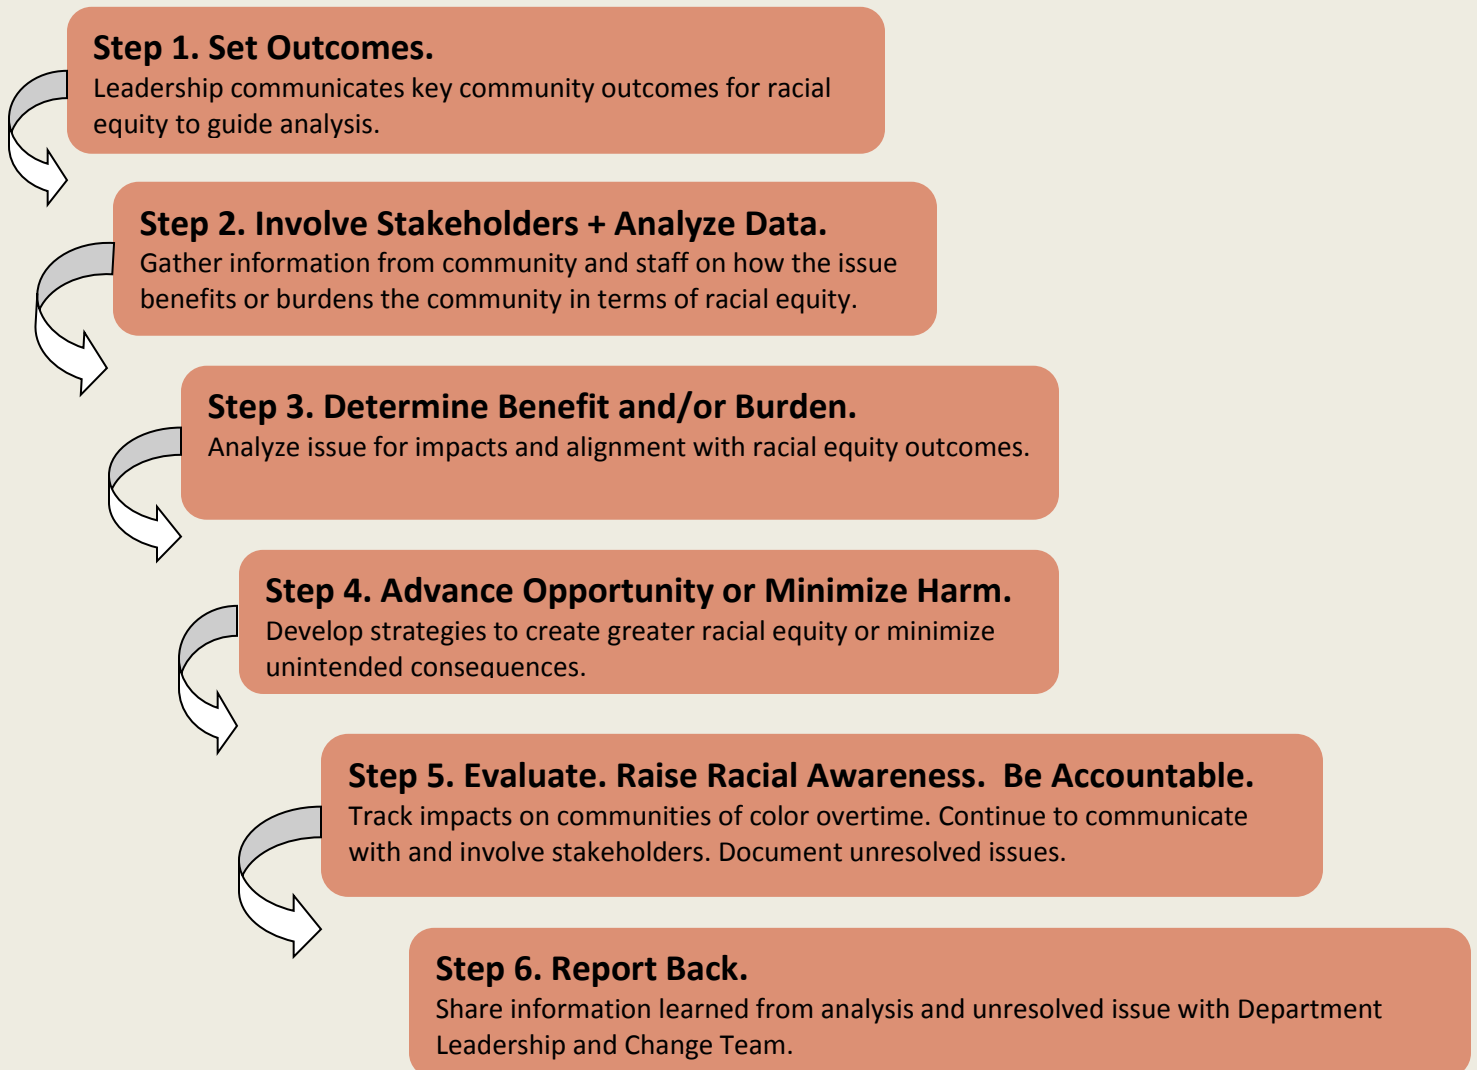 Step 1. Set Outcomes.
Leadership communicates key community outcomes for racial
equity to guide analysis.
Step 2. Involve Stakeholders + Analyze Data.
Gather information from community and staff on how the issue
benefits or burdens the community in terms of racial equity.
Step 3. Determine Benefit and/or Burden.
Analyze issue for impacts and alignment with racial equity outcomes.
Step 4. Advance Opportunity or Minimize Harm.
Develop strategies to create greater racial equity or minimize
unintended consequences.
Step 5. Evaluate. Raise Racial Awareness.  Be Accountable.
Track impacts on communities of color overtime. Continue to communicate
with and involve stakeholders. Document unresolved issues.
Step 6. Report Back.
Share information learned from analysis and unresolved issue with Department
Leadership and Change Team.